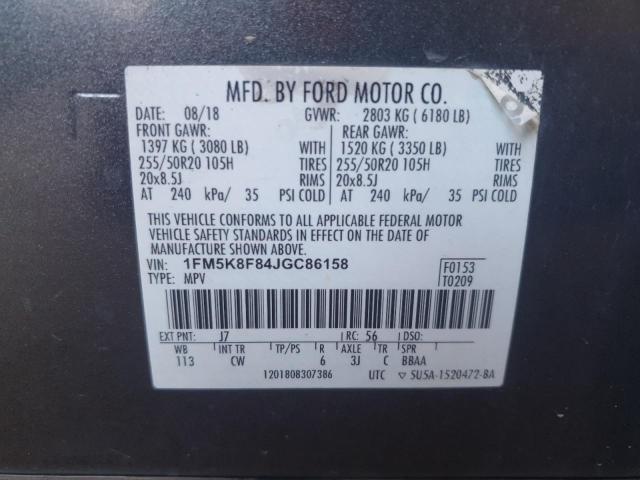 MFD. BY FORD MOTOR CO.
DATE: 08/18 GVWR: 2803 KG ( 6180 LB)
FRONT GAWR: REAR GAWR:
1397 KG ( 3080 LB) WITH 1520 KG ( 3350 LB) WITH
255/50R20 105H TIRES 255/50R20 105H TIRES
20x8.5J RIMS 20x8.5J RIMS
AT 240 kPa/ 35 PSI COLD AT 240 kPa/ 35 PSI COLD
THIS VEHICLE CONFORMS TO ALL APPLICABLE FEDERAL MOTOR
VEHICLE SAFETY STANDARDS IN EFFECT ON THE DATE OF
MANUFACTURE SHOWN ABOVE.
VIN: 1FM5K8F84JGC86158 F0153
TYPE: MPV T0209
EXT PNT: J7 RC: 56 DSO:
WB INT TR TP/PS R AXLE TR SPR
113 CW 6 3J C BBAA
1201808307386 UTC 5U5A-1520472-BA